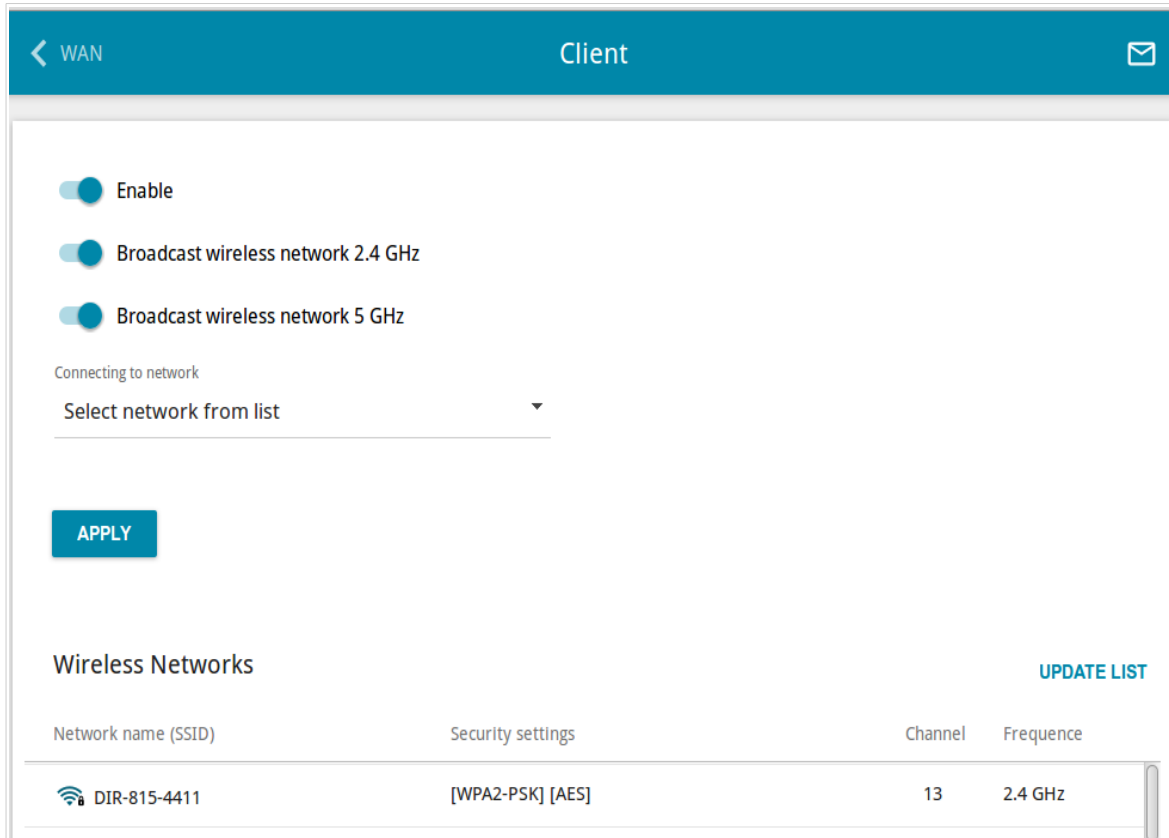 WAN
Client
Enable
Broadcast wireless network 2.4 GHz
Broadcast wireless network 5 GHz
Connecting to network
Select network from list
APPLY
Wireless Networks
UPDATE LIST
Network name (SSID) Security settings Channel Frequence
DIR-815-4411 [WPA2-PSK] [AES] 13 2.4 GHz